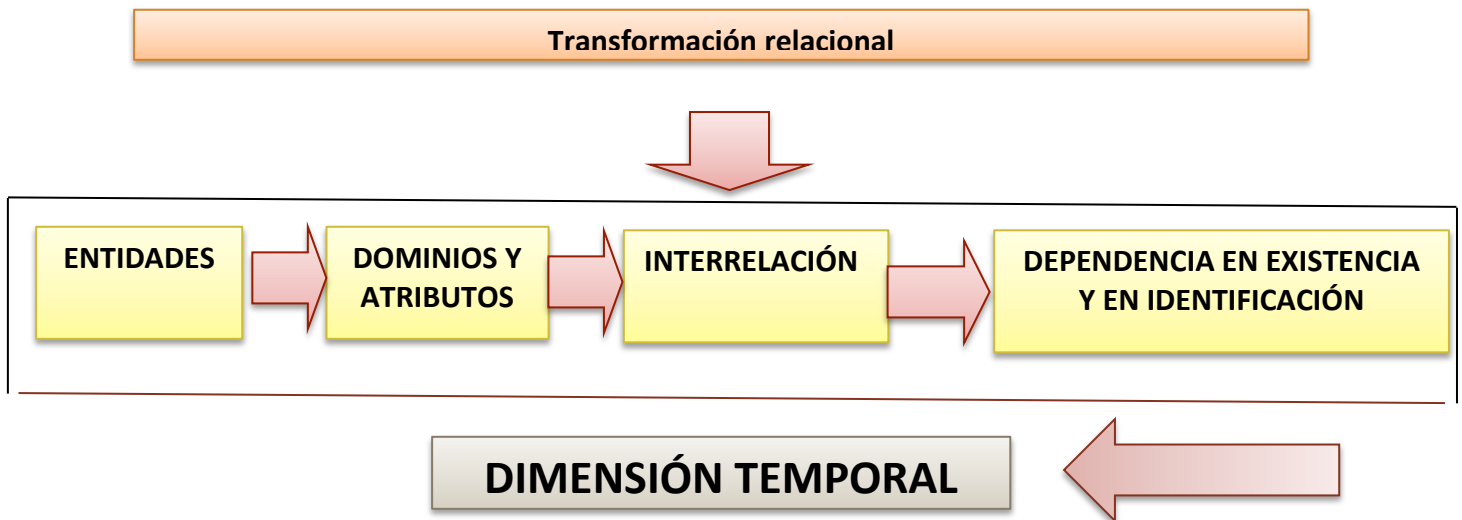 Transformación relacional
ENTIDADES
DOMINIOS Y
ATRIBUTOS
INTERRELACIÓN
DEPENDENCIA EN EXISTENCIA
Y EN IDENTIFICACIÓN
DIMENSIÓN TEMPORAL